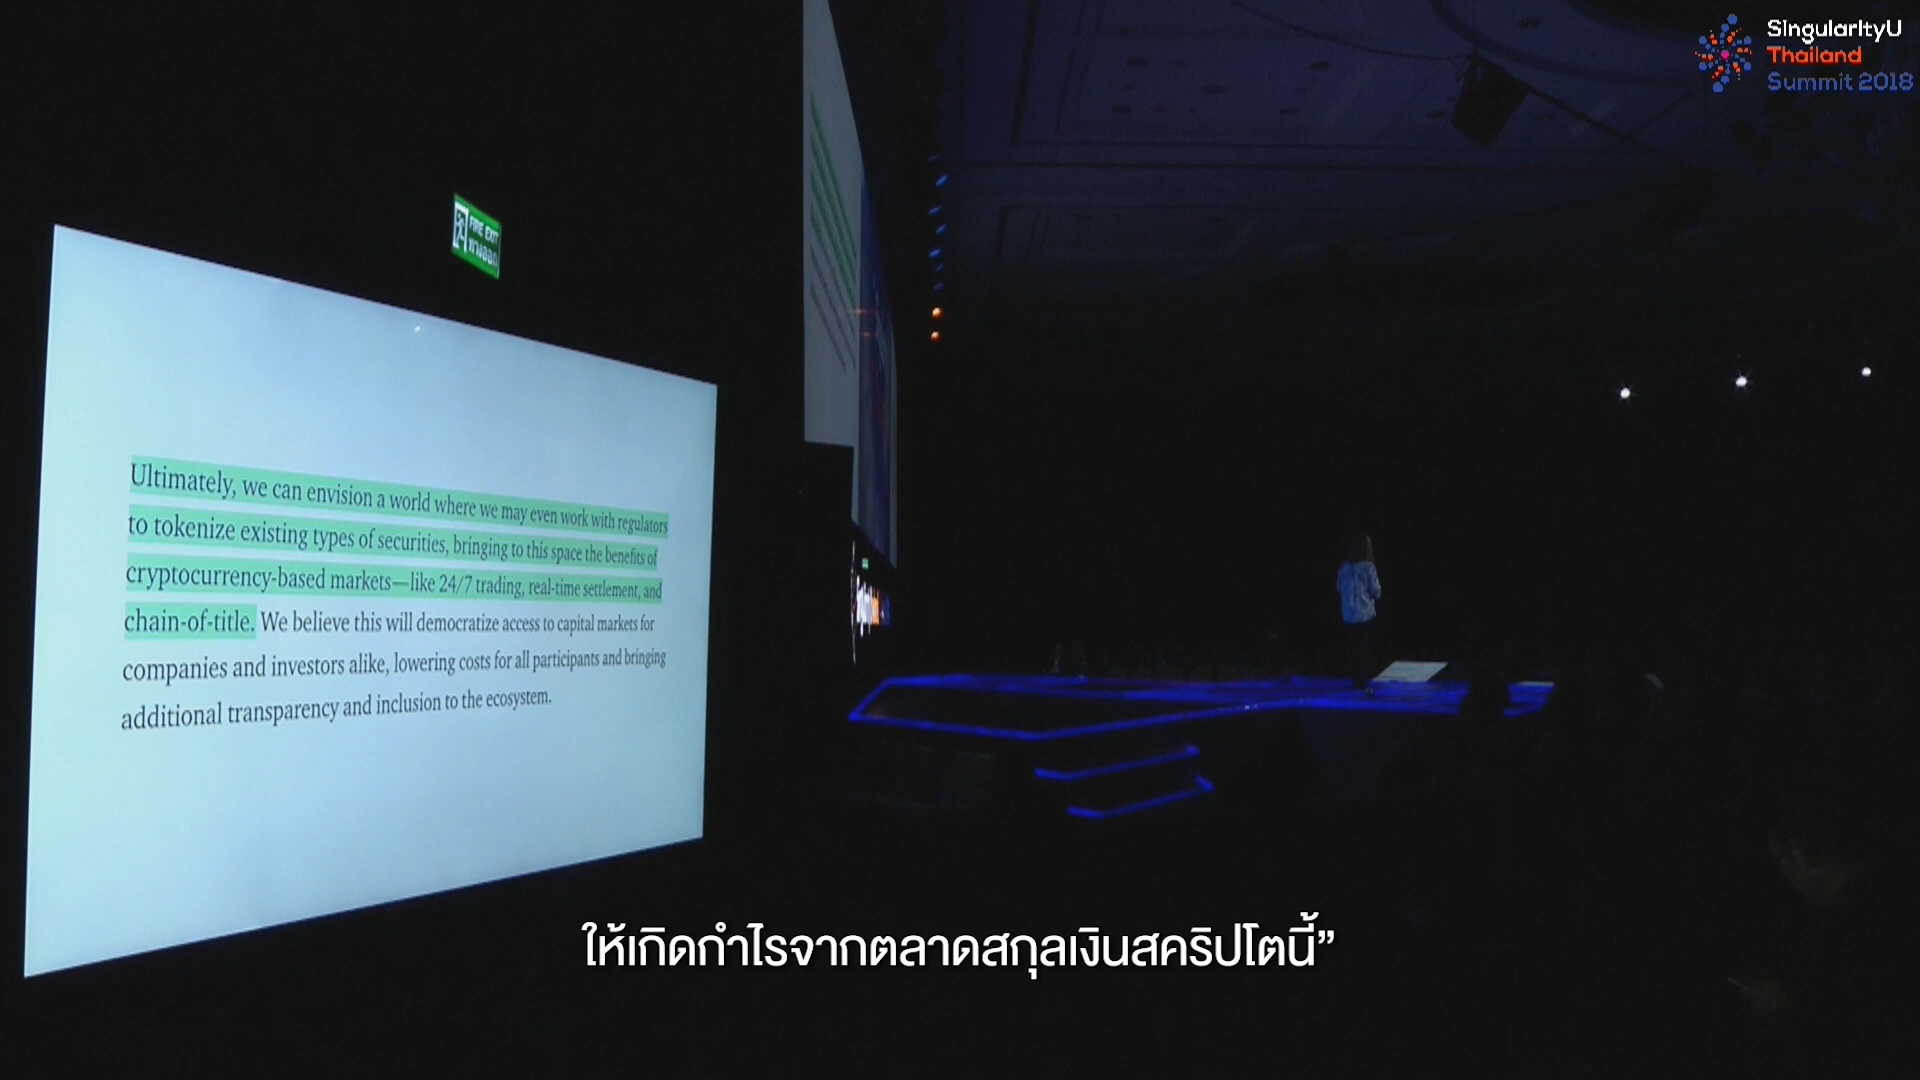 SingularityU
Thailand
Summit 2018
FIRE EXIT
ทางออก
Ultimately, we can envision a world where we may even work with regulators
to tokenize existing types of securities, bringing to this space the benefits of
cryptocurrency-based markets—like 24/7 trading, real-time settlement, and
chain-of-title. We believe this will democratize access to capital markets for
companies and investors alike, lowering costs for all participants and bringing
additional transparency and inclusion to the ecosystem.
ให้เกิดกำไรจากตลาดสกุลเงินสคริปโตนี้”